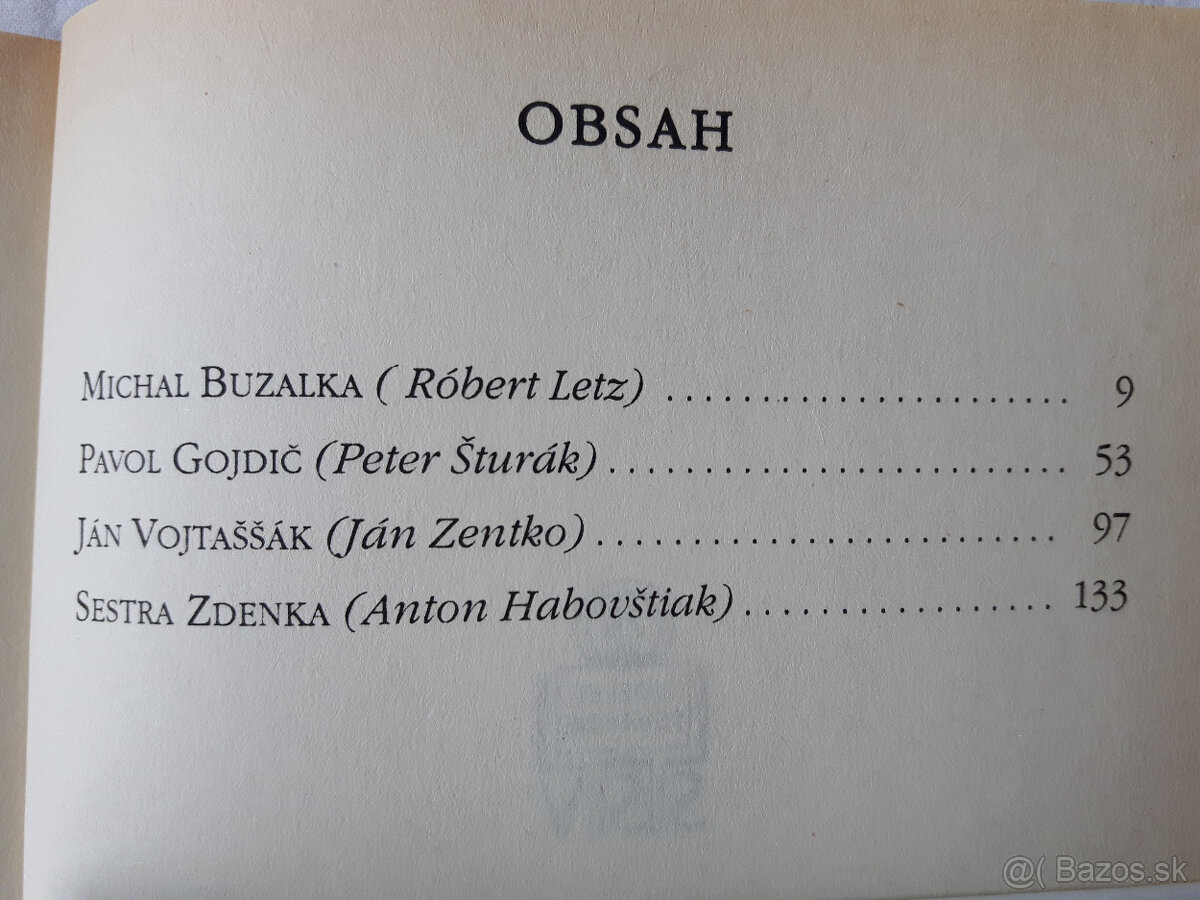 OBSAH
MICHAL BUZALKA ( Róbert Letz) ........................ 9
PAVOL GOJDIČ (Peter Šturák) ........................... 53
JÁN VOJTAŠŠÁK (Ján Zentko) ........................... 97
SESTRA ZDENKA (Anton Habovštiak) ................... 133
@( Bazos.sk